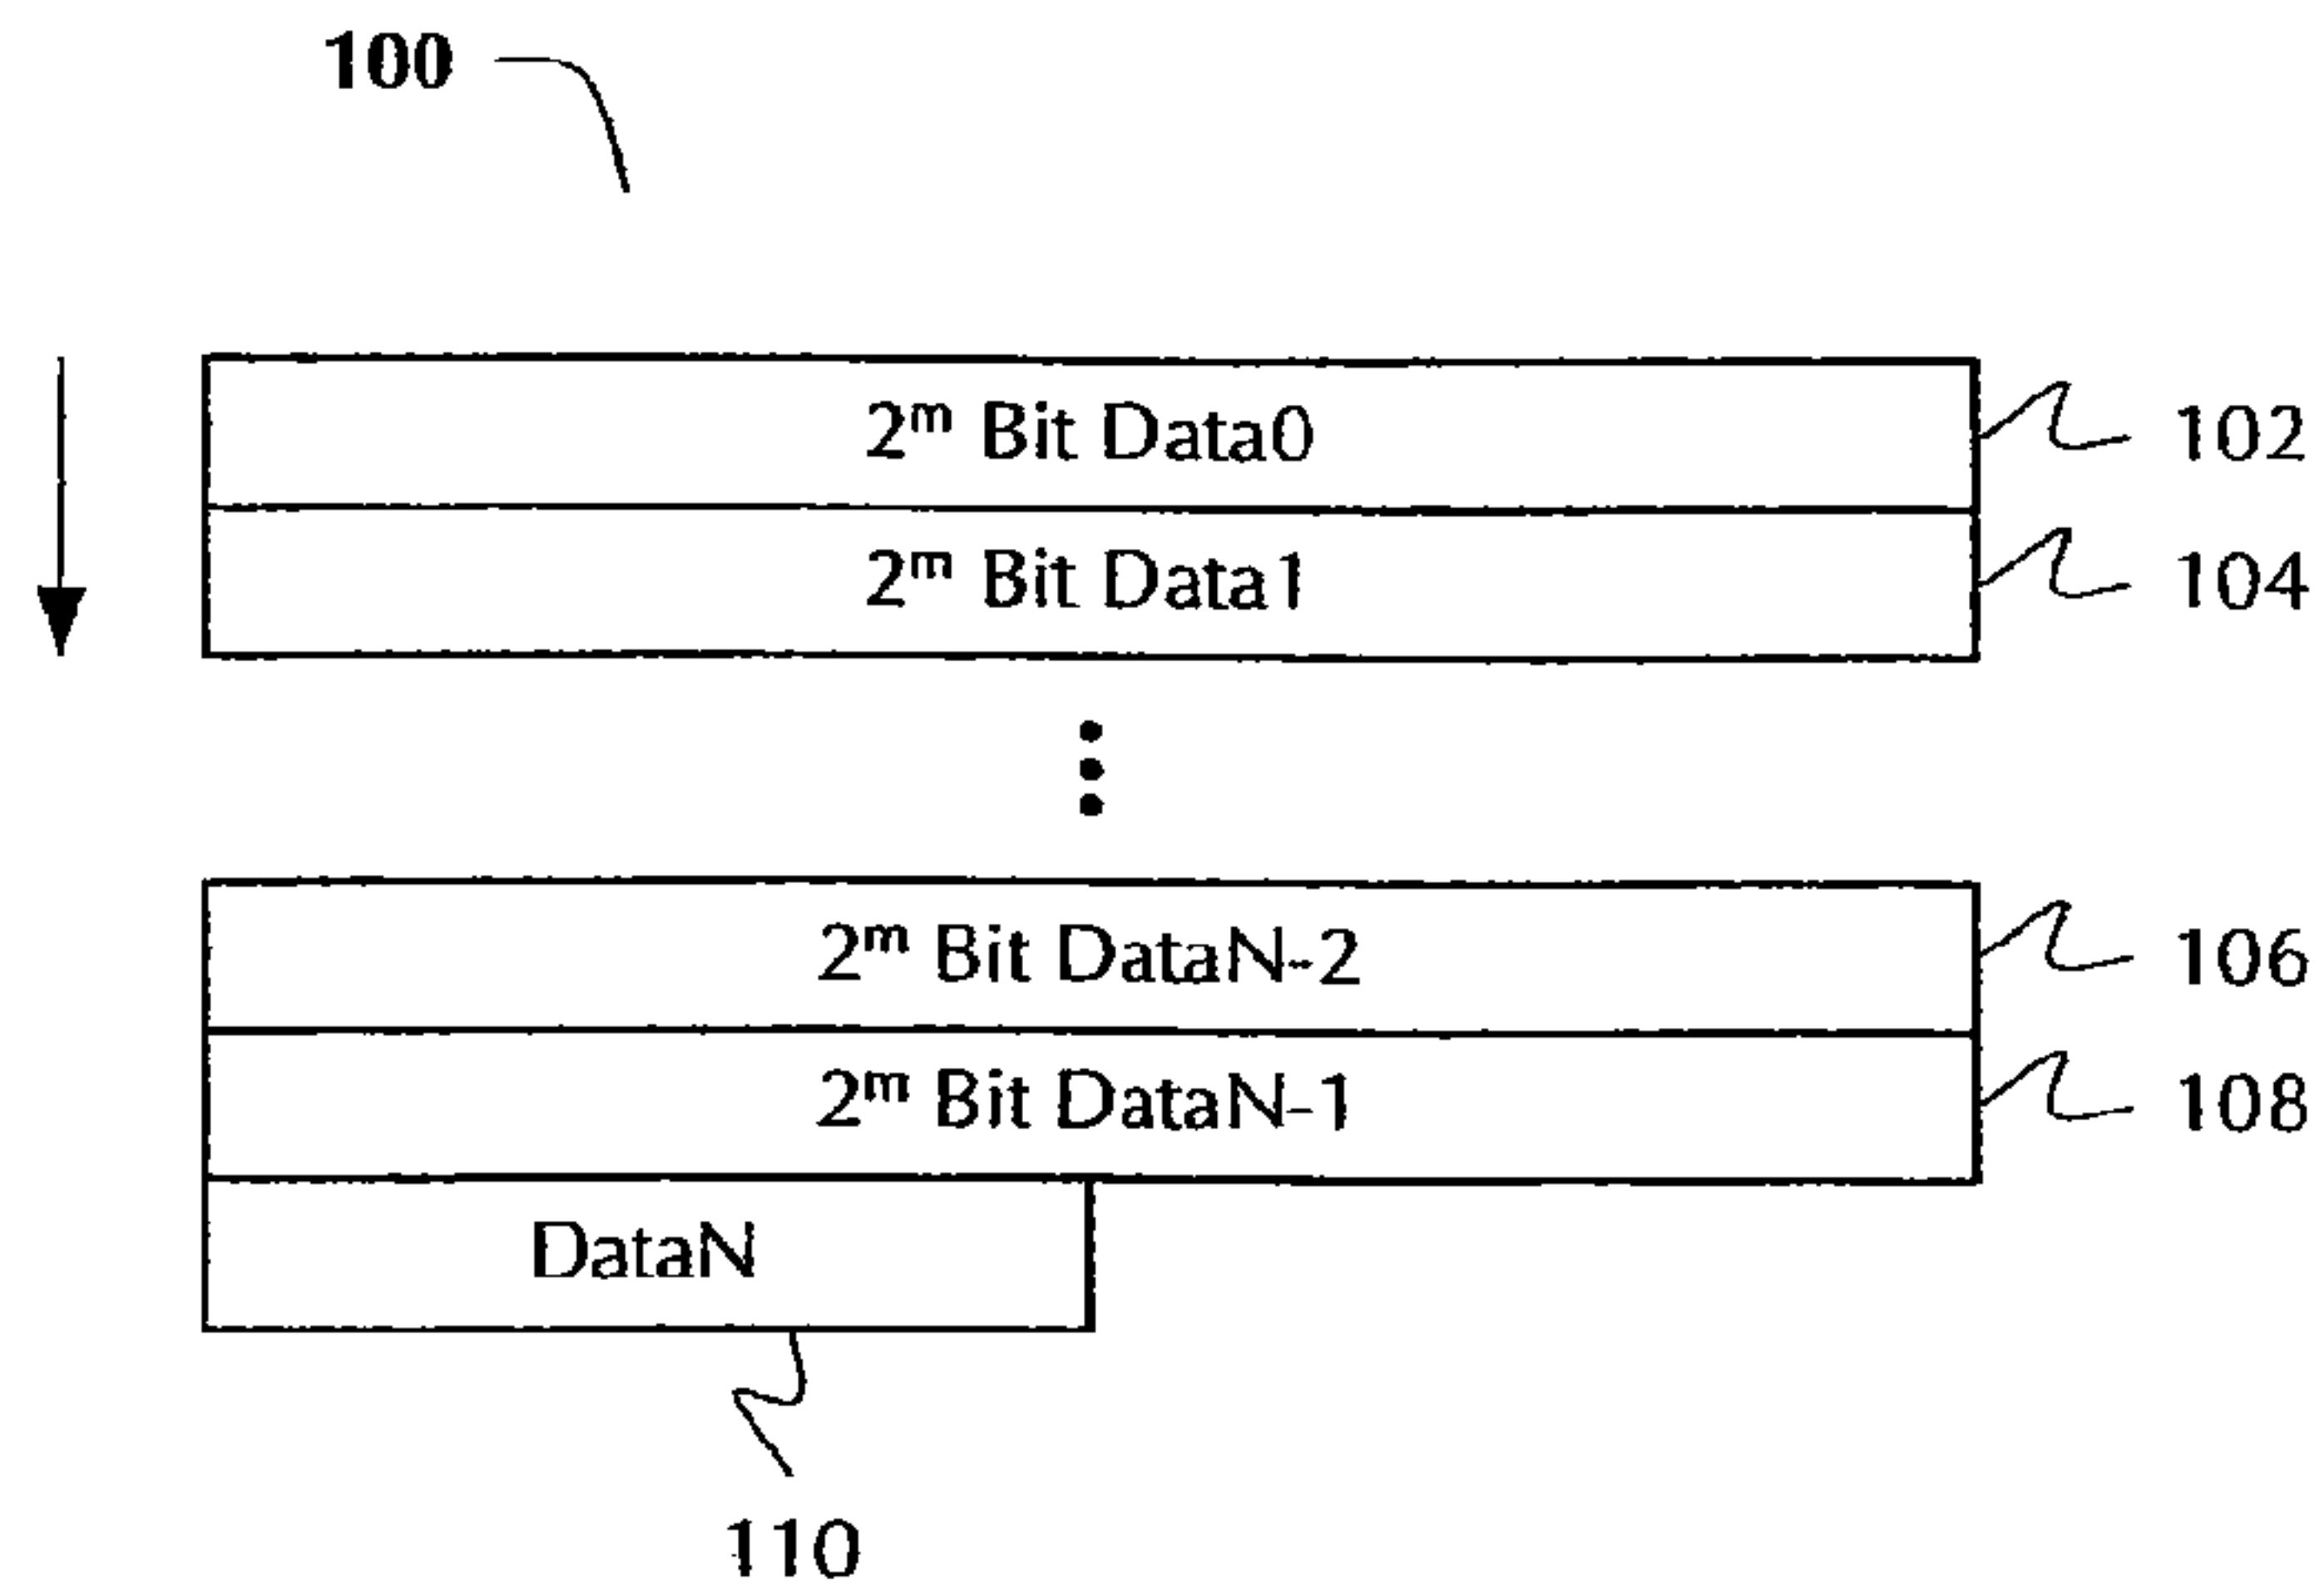 100
2ᵐ Bit Data0
102
2ᵐ Bit Data1
104
2ᵐ Bit DataN-2
106
2ᵐ Bit DataN-1
108
DataN
110